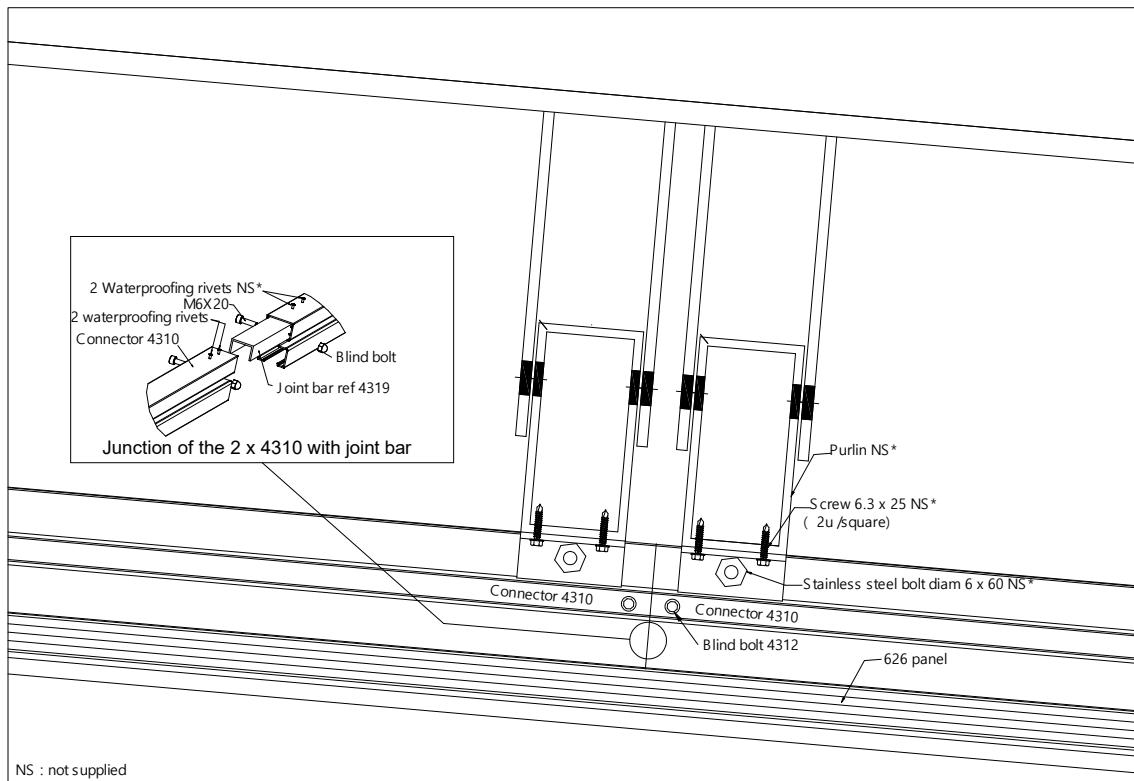 2 Waterproofing rivets NS*
M6X20
2 waterproofing rivets
Connector 4310
Blind bolt
Joint bar ref 4319
Junction of the 2 x 4310 with joint bar
Purlin NS*
Screw 6.3 x 25 NS*
( 2u /square)
Stainless steel bolt diam 6 x 60 NS*
Connector 4310
Connector 4310
Blind bolt 4312
626 panel
NS : not supplied